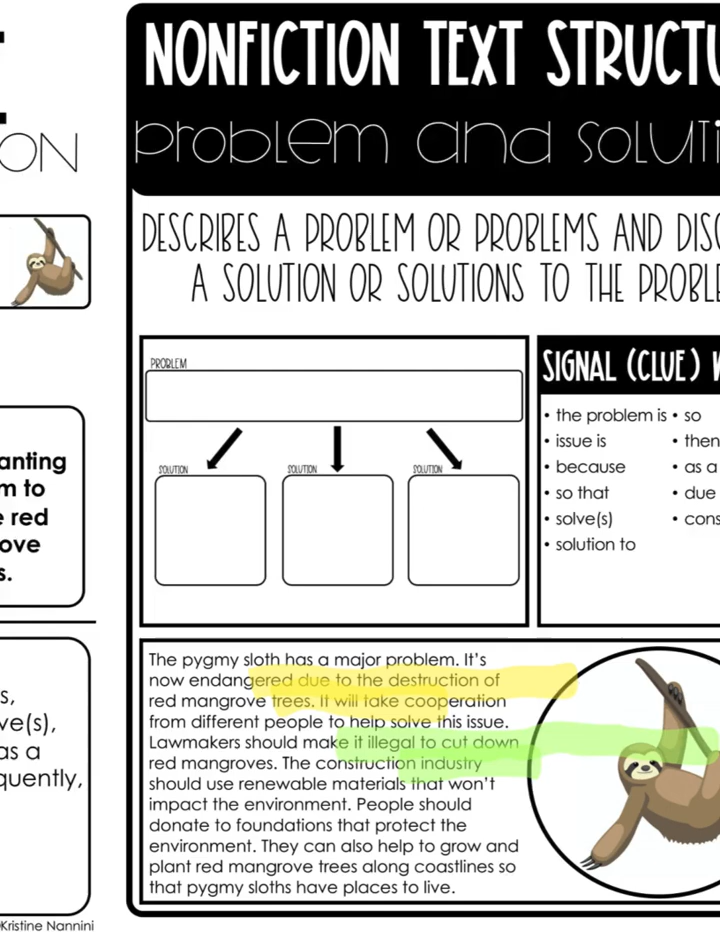 ON
anting
m to
e red
ove
s.
s,
ve(s),
as a
quently,
Kristine Nannini
NONFICTION TEXT STRUCTU
Problem and Soluti
DESCRIBES A PROBLEM OR PROBLEMS AND DISC
A SOLUTION OR SOLUTIONS TO THE PROBLE
PROBLEM
SOLUTION
SOLUTION
SOLUTION
SIGNAL (CLUE) W
• the problem is
• issue is
• because
• so that
• solve(s)
• solution to
• so
• then
• as a
• due
• cons
The pygmy sloth has a major problem. It's
now endangered due to the destruction of
red mangrove trees. It will take cooperation
from different people to help solve this issue.
Lawmakers should make it illegal to cut down
red mangroves. The construction industry
should use renewable materials that won't
impact the environment. People should
donate to foundations that protect the
environment. They can also help to grow and
plant red mangrove trees along coastlines so
that pygmy sloths have places to live.